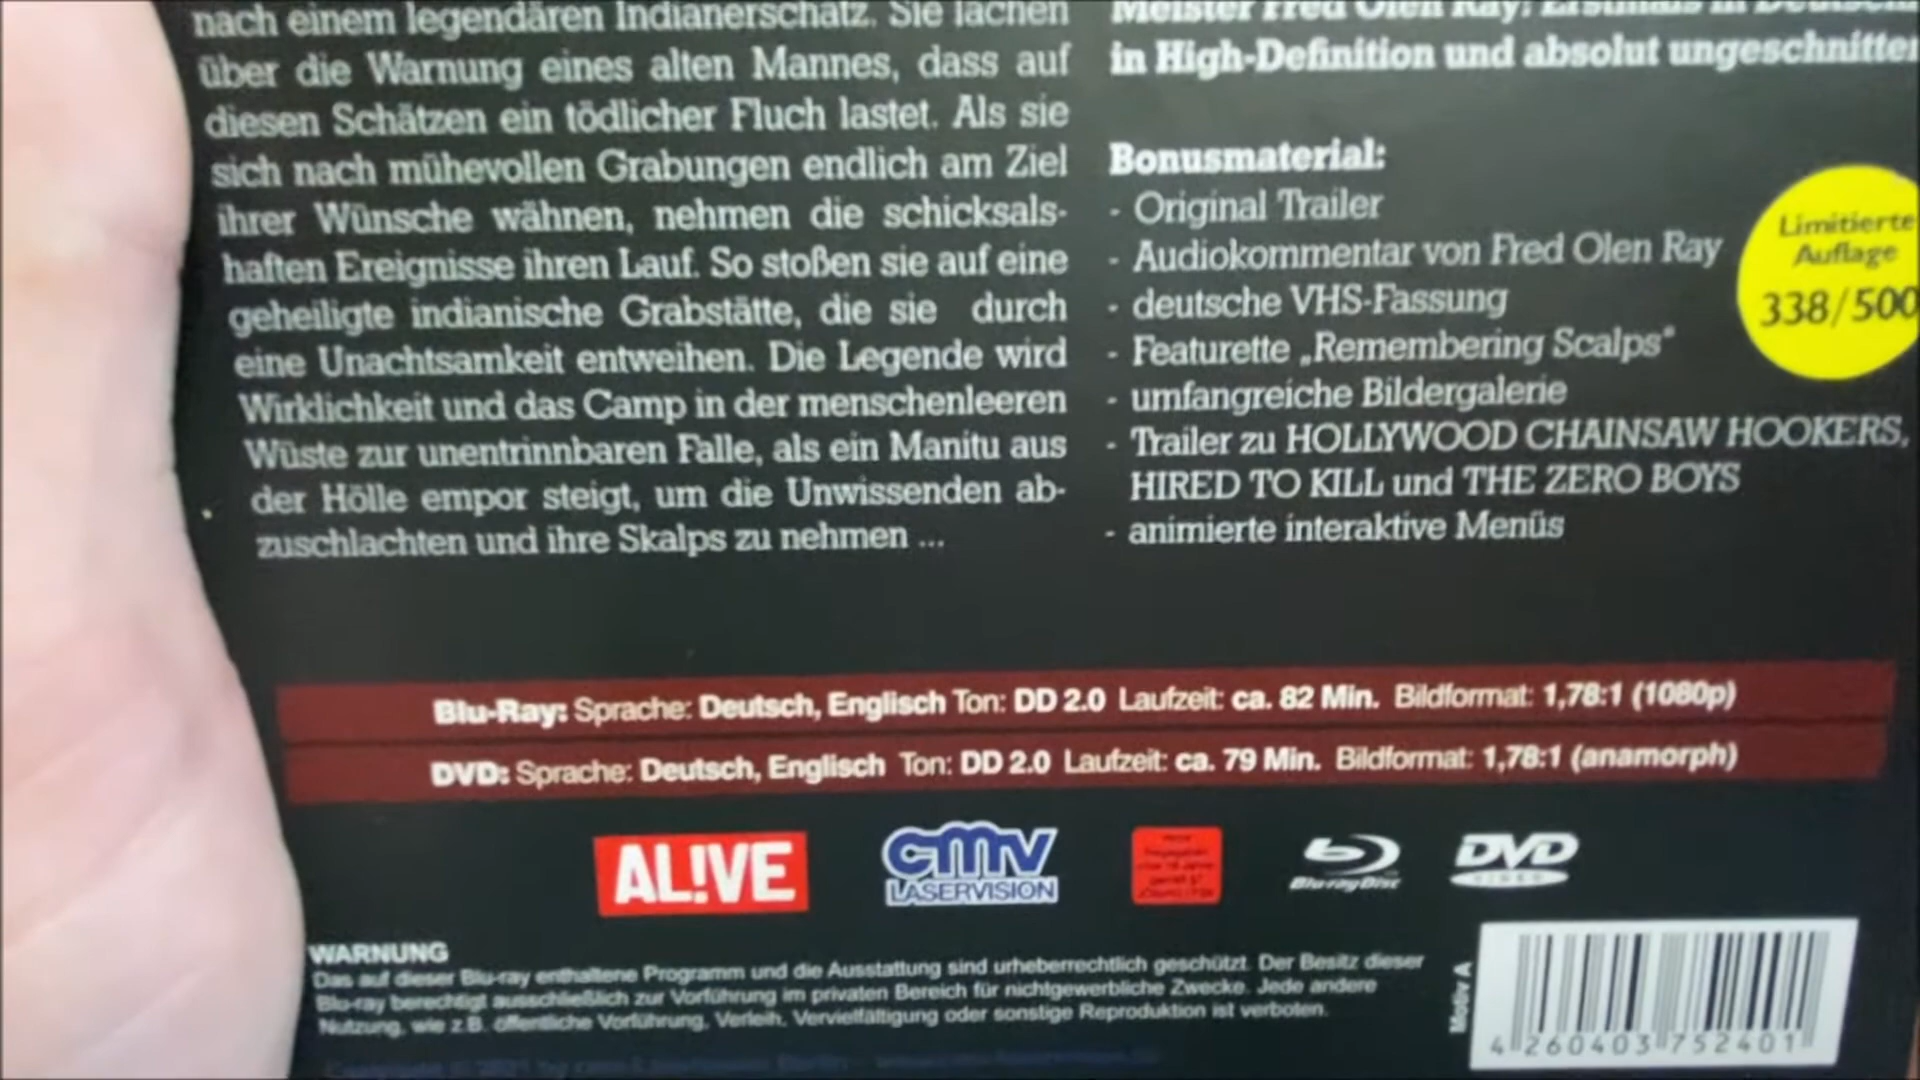 nach einem legendären Indianerschatz. Sie lachen
über die Warnung eines alten Mannes, dass auf
diesen Schätzen ein tödlicher Fluch lastet. Als sie
sich nach mühevollen Grabungen endlich am Ziel
ihrer Wünsche wähnen, nehmen die schicksals-
haften Ereignisse ihren Lauf. So stoßen sie auf eine
geheiligte indianische Grabstätte, die sie durch
eine Unachtsamkeit entweihen. Die Legende wird
Wirklichkeit und das Camp in der menschenleeren
Wüste zur unentrinnbaren Falle, als ein Manitu aus
der Hölle empor steigt, um die Unwissenden ab-
zuschlachten und ihre Skalps zu nehmen ...
Meister Fred Olen Ray! Erstmals in
in High-Definition und absolut
Bonusmaterial:
- Original Trailer
- Audiokommentar von Fred Olen Ray
- deutsche VHS-Fassung
- Featurette „Remembering Scalps"
- umfangreiche Bildergalerie
- Trailer zu HOLLYWOOD CHAINSAW HOOKERS,
HIRED TO KILL und THE ZERO BOYS
- animierte interaktive Menüs
Limitierte
Auflage
338/500
Blu-Ray: Sprache: Deutsch, Englisch Ton: DD 2.0 Laufzeit: ca. 82 Min. Bildformat: 1,78:1 (1080p)
DVD: Sprache: Deutsch, Englisch Ton: DD 2.0 Laufzeit: ca. 79 Min. Bildformat: 1,78:1 (anamorph)
AL!VE
cmv
LASERVISION
Blu-ray Disc
DVD
VIDEO
WARNUNG
Das auf dieser Blu-ray enthaltene Programm und die Ausstattung sind urheberrechtlich geschützt. Der Besitz dieser
Blu-ray berechtigt ausschließlich zur Vorführung im privaten Bereich für nichtgewerbliche Zwecke. Jede andere
Nutzung, wie z.B. öffentliche Vorführung, Verleih, Vervielfältigung oder sonstige Reproduktion ist verboten.
Motiv A
4 260403 752401